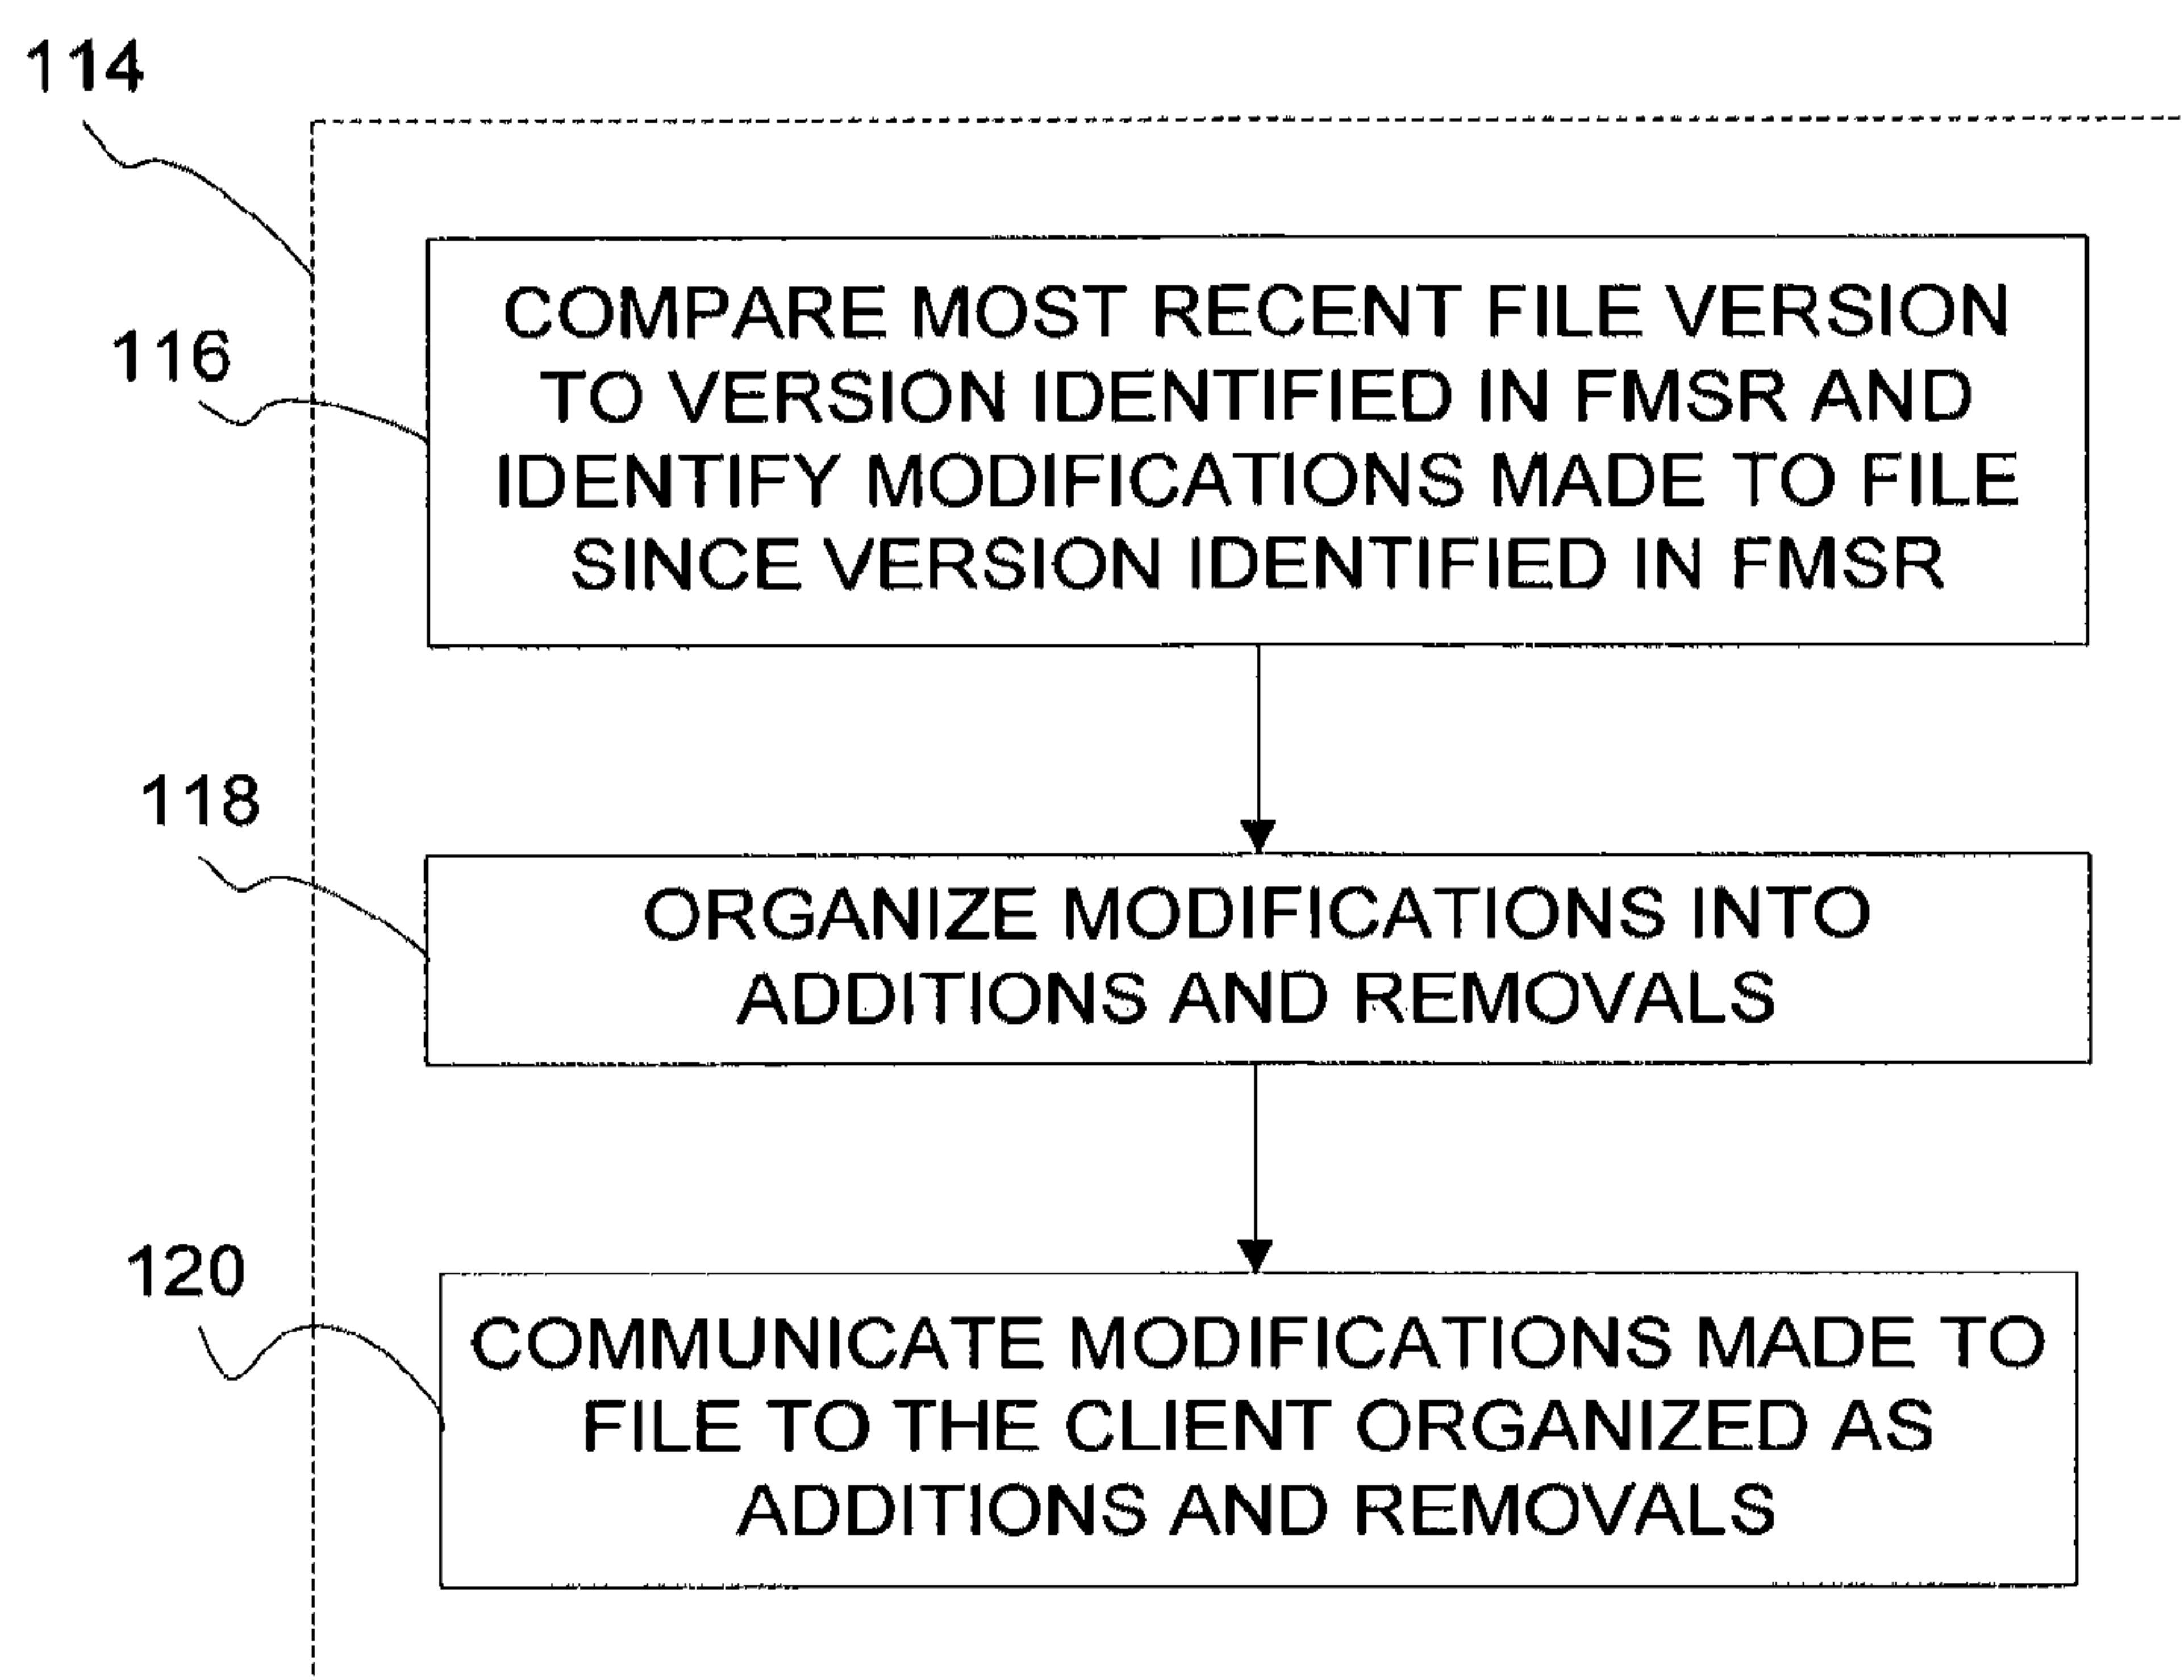 114
116
COMPARE MOST RECENT FILE VERSION
TO VERSION IDENTIFIED IN FMSR AND
IDENTIFY MODIFICATIONS MADE TO FILE
SINCE VERSION IDENTIFIED IN FMSR
118
ORGANIZE MODIFICATIONS INTO
ADDITIONS AND REMOVALS
120
COMMUNICATE MODIFICATIONS MADE TO
FILE TO THE CLIENT ORGANIZED AS
ADDITIONS AND REMOVALS